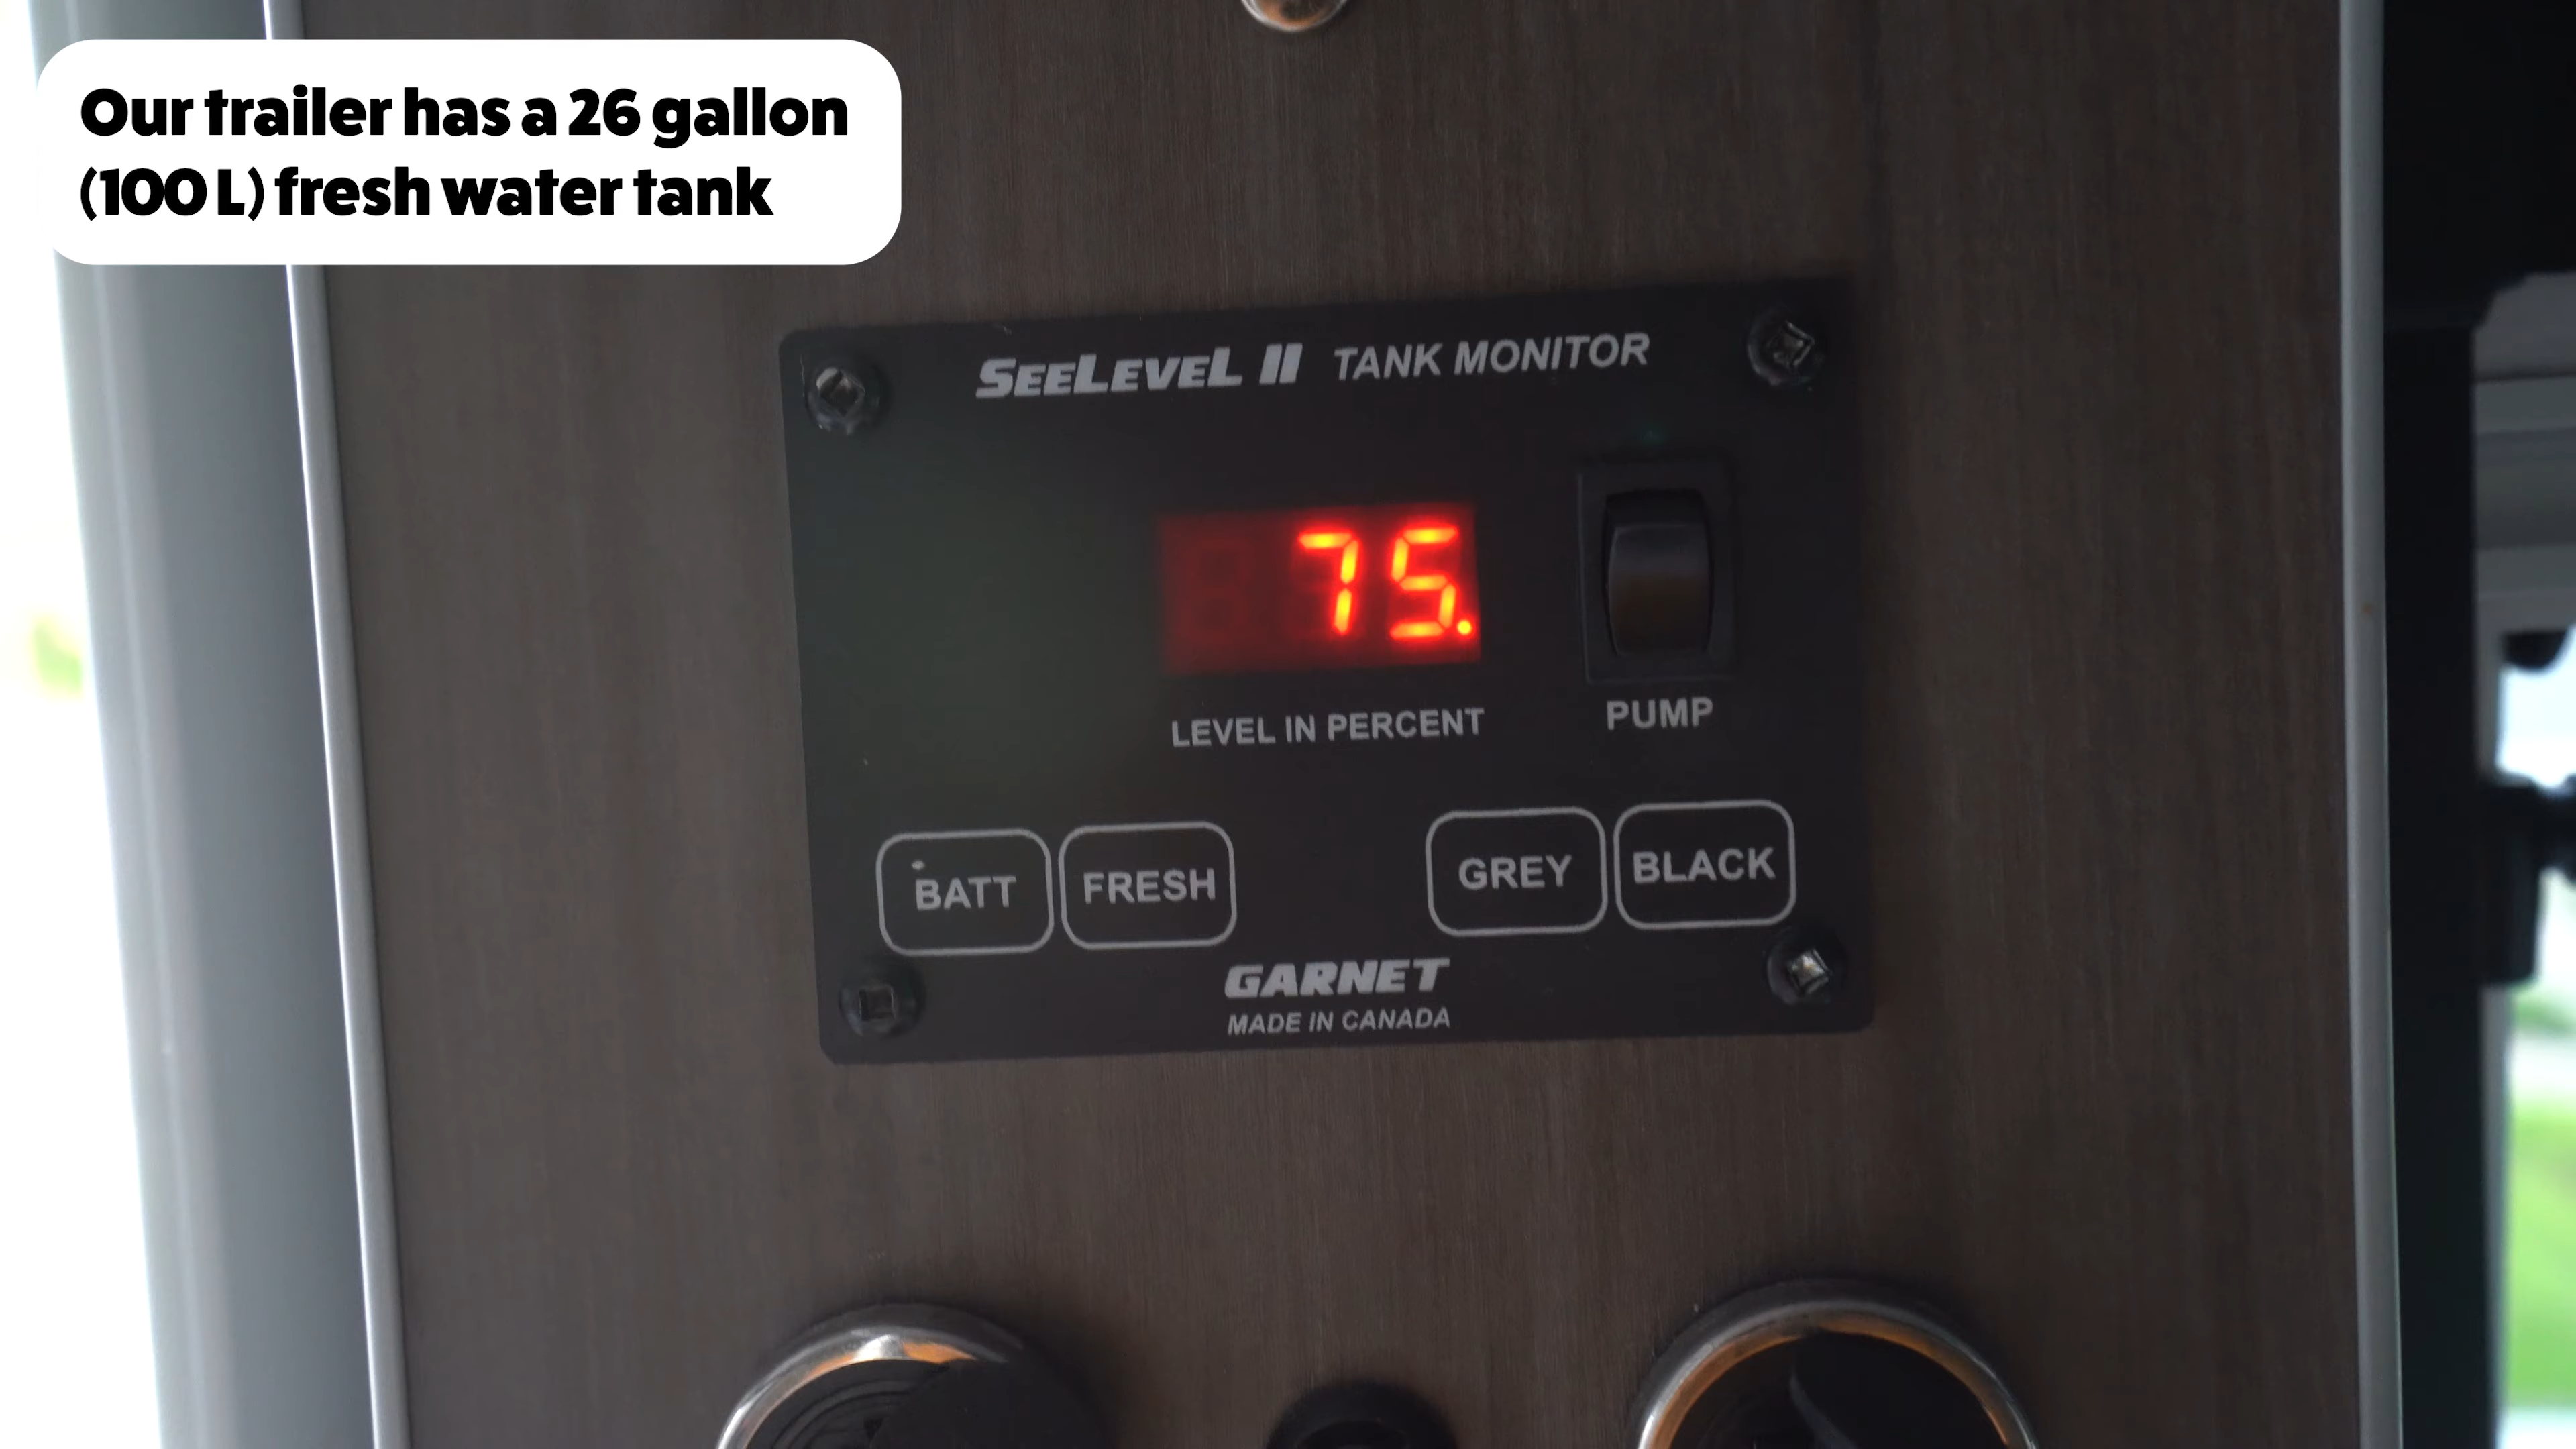 Our trailer has a 26 gallon
(100 L) fresh water tank
SEELEVEL II TANK MONITOR
75.
LEVEL IN PERCENT
PUMP
BATT FRESH GREY BLACK
GARNET
MADE IN CANADA